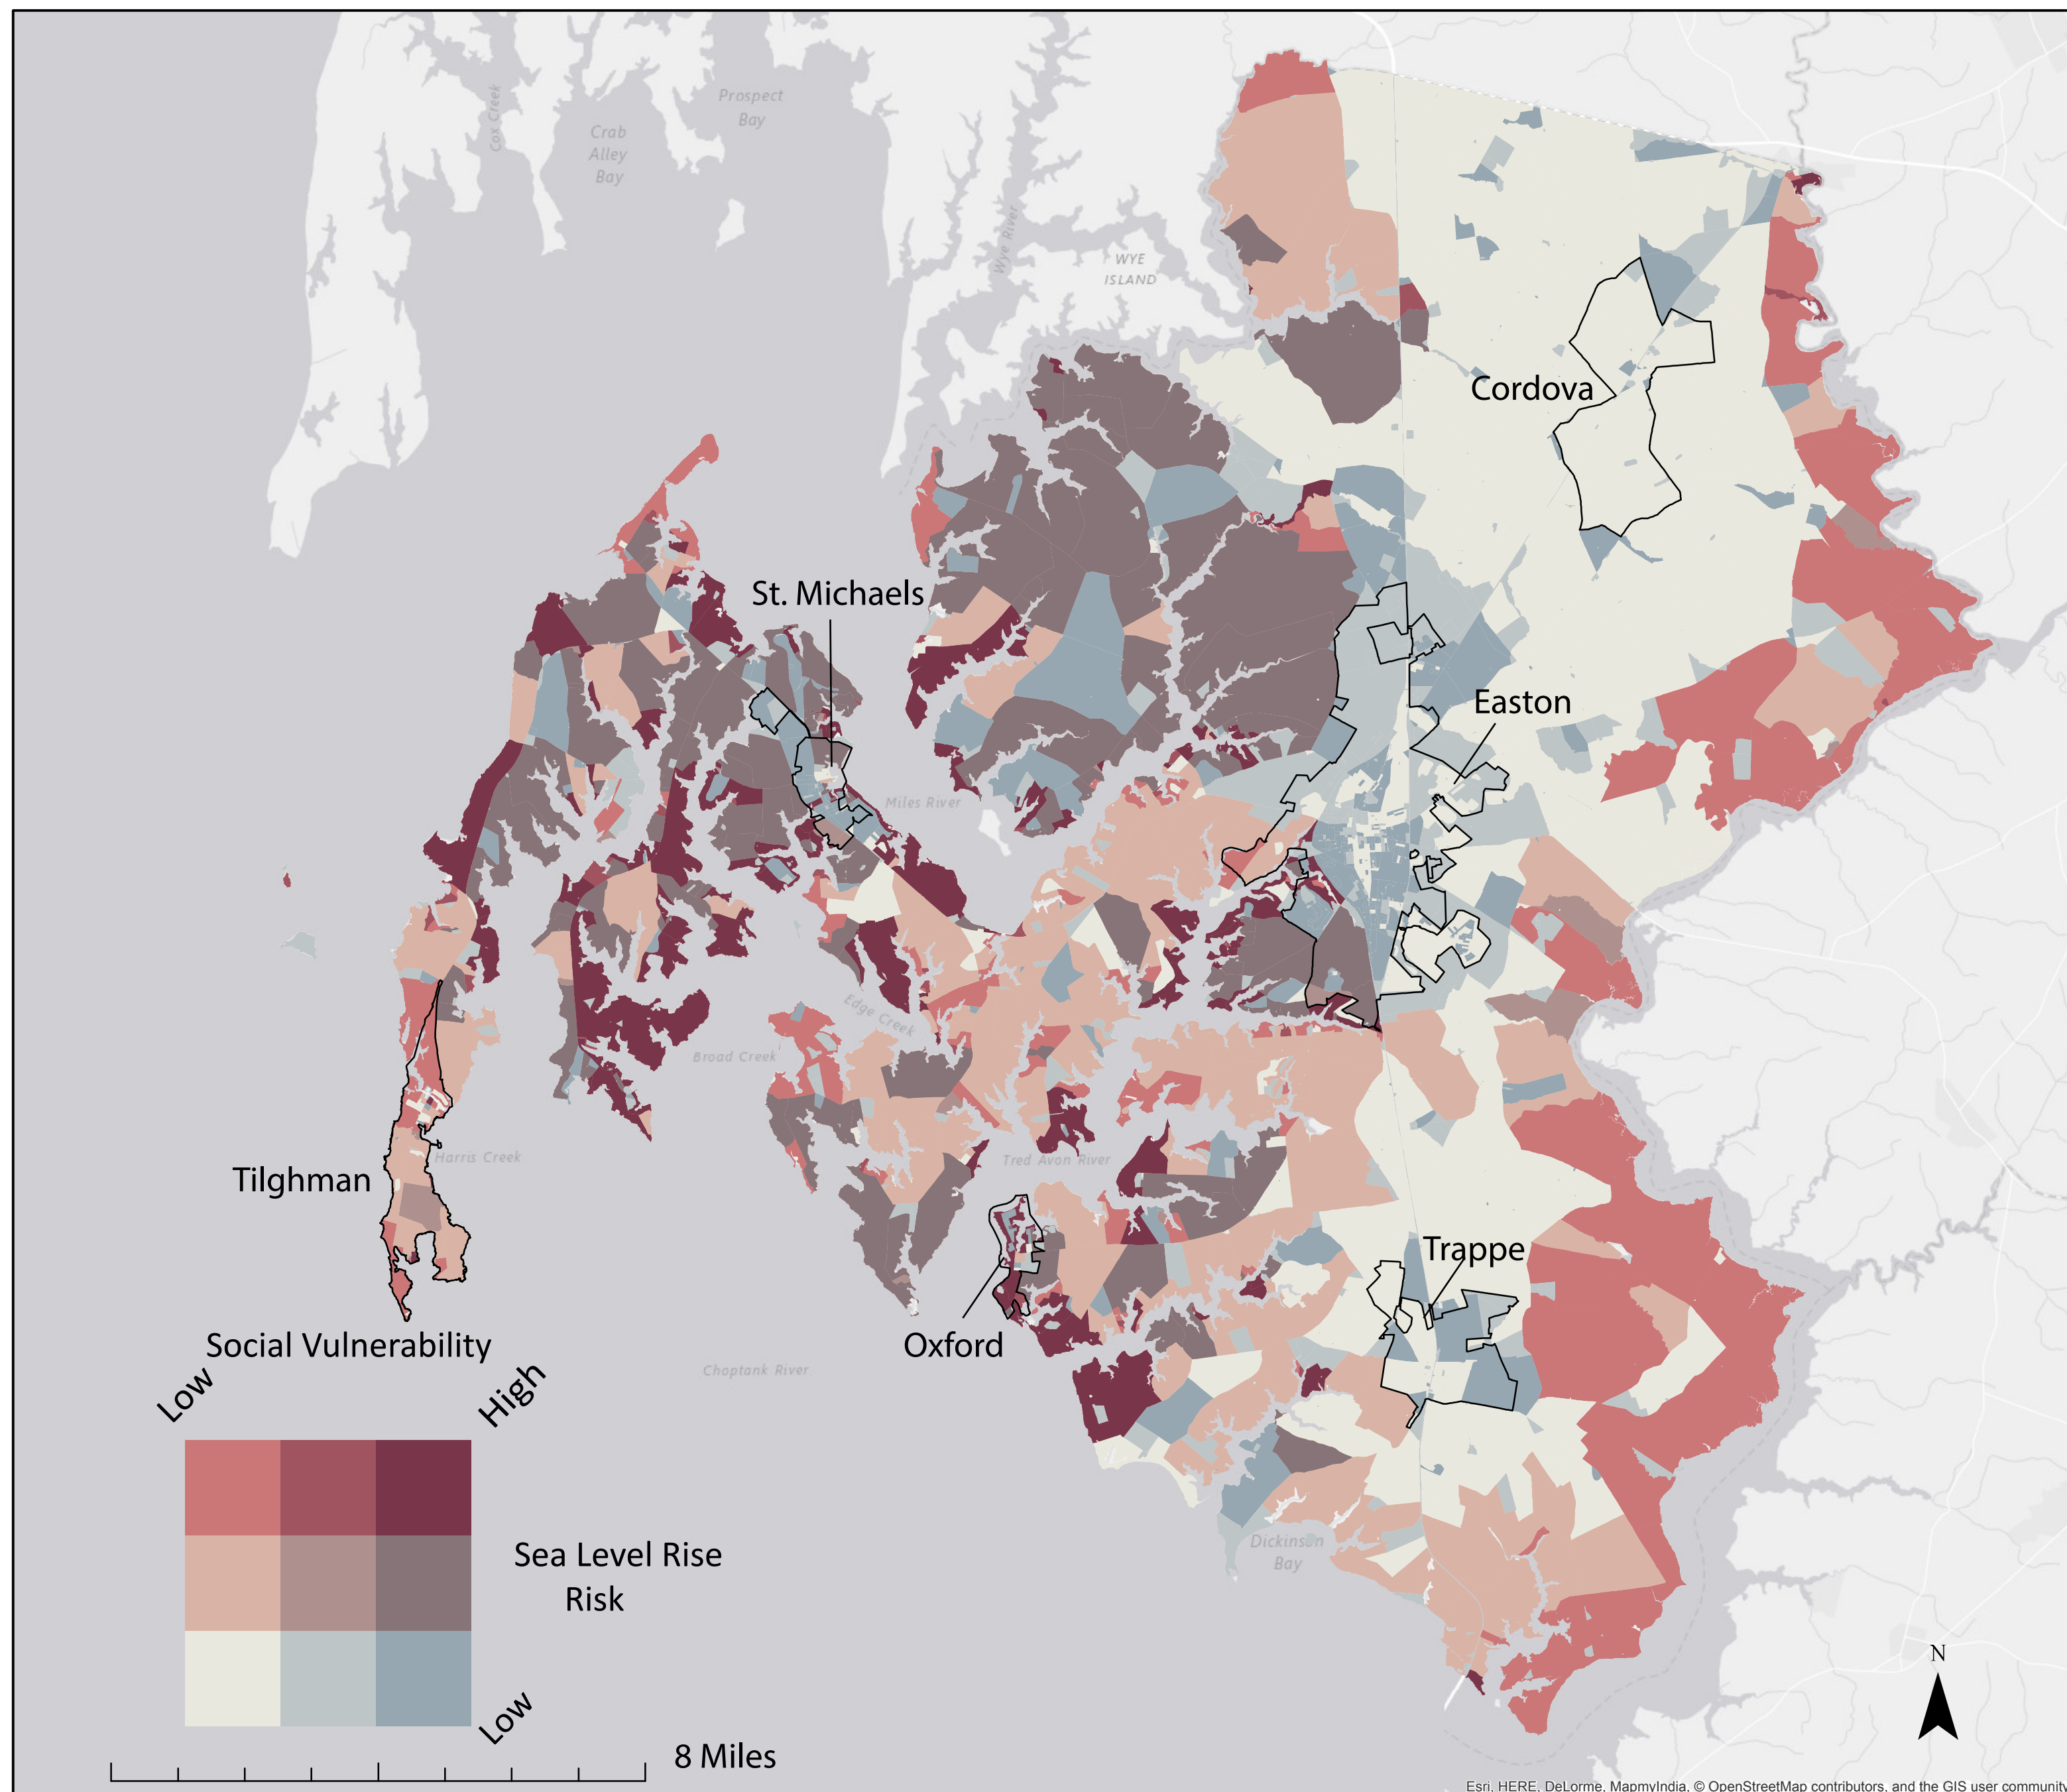 Cox Creek
Crab
Alley
Bay
Prospect
Bay
Wye River
WYE
ISLAND
Cordova
St. Michaels
Easton
Miles River
Edge Creek
Broad Creek
Harris Creek
Tilghman
Tred Avon River
Trappe
Oxford
Choptank River
Dickinson
Bay
Social Vulnerability
Low
High
Sea Level Rise
Risk
Low
8 Miles
N
Esri, HERE, DeLorme, MapmyIndia, © OpenStreetMap contributors, and the GIS user community